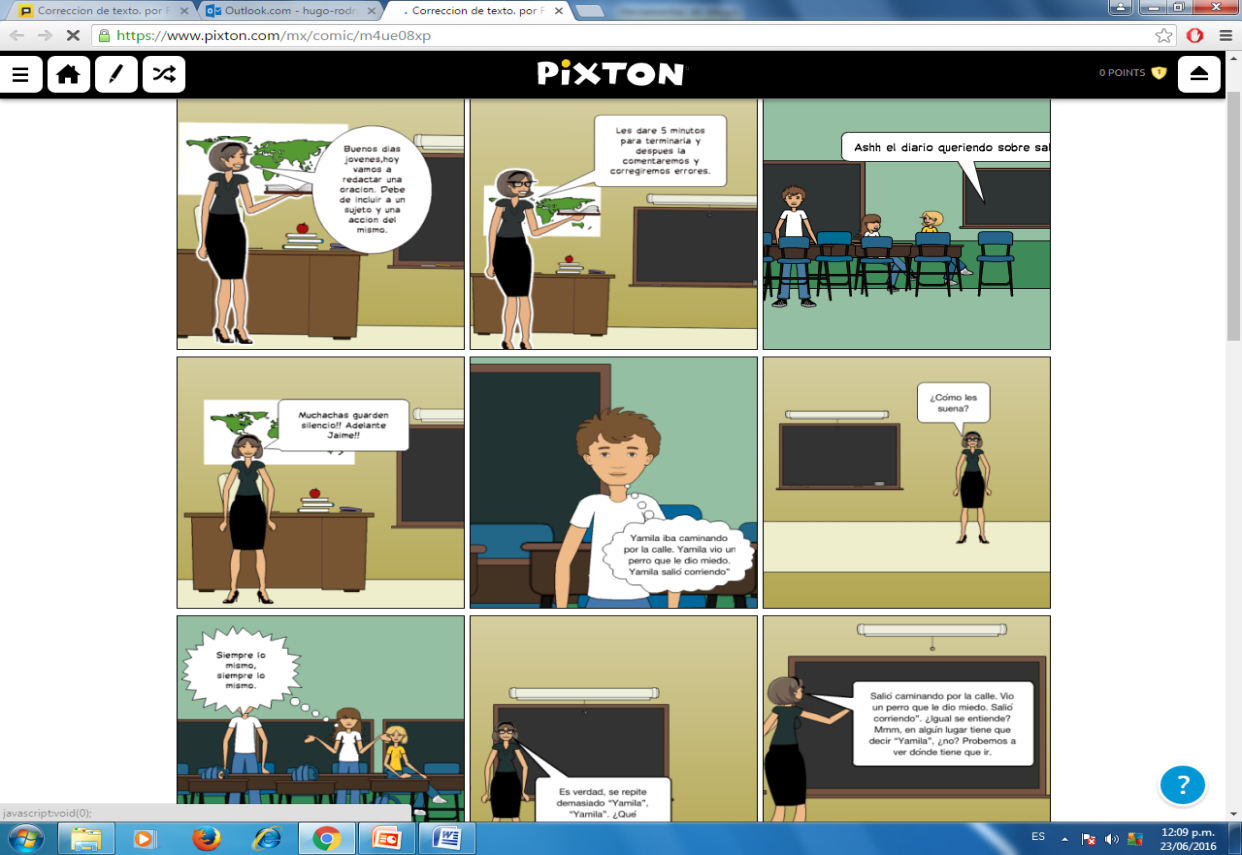 Correccion de texto. por F
Outlook.com - hugo-rodri
Correccion de texto. por F
https://www.pixton.com/mx/comic/m4ue08xp
PiXTON
0 POINTS
1
Buenos dias
jovenes,hoy
vamos a
redactar una
oracion. Debe
de incluir a un
sujeto y una
accion del
mismo.
Les dare 5 minutos
para terminarla y
despues la
comentaremos y
corregiremos errores.
Ashh el diario queriendo sobre sal
Muchachas guarden
silencio!! Adelante
Jaime!!
Yamila iba caminando
por la calle. Yamila vio un
perro que le dio miedo.
Yamila salió corriendo"
¿Cómo les
suena?
Siempre lo
mismo,
siempre lo
mismo.
Es verdad, se repite
demasiado "Yamila",
"Yamila". ¿Qué
Salió caminando por la calle. Vio
un perro que le dio miedo. Salió
corriendo". ¿Igual se entiende?
Mmm, en algún lugar tiene que
decir "Yamila", ¿no? Probemos a
ver dónde tiene que ir.
?
javascript:void(0);
ES
12:09 p.m.
23/06/2016